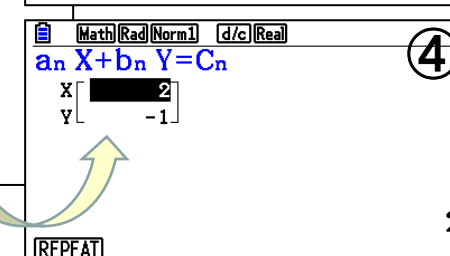 Math Rad Norm1 d/c Real
an X+bn Y=Cn
④
X[ 2]
Y[ -1]
REPEAT